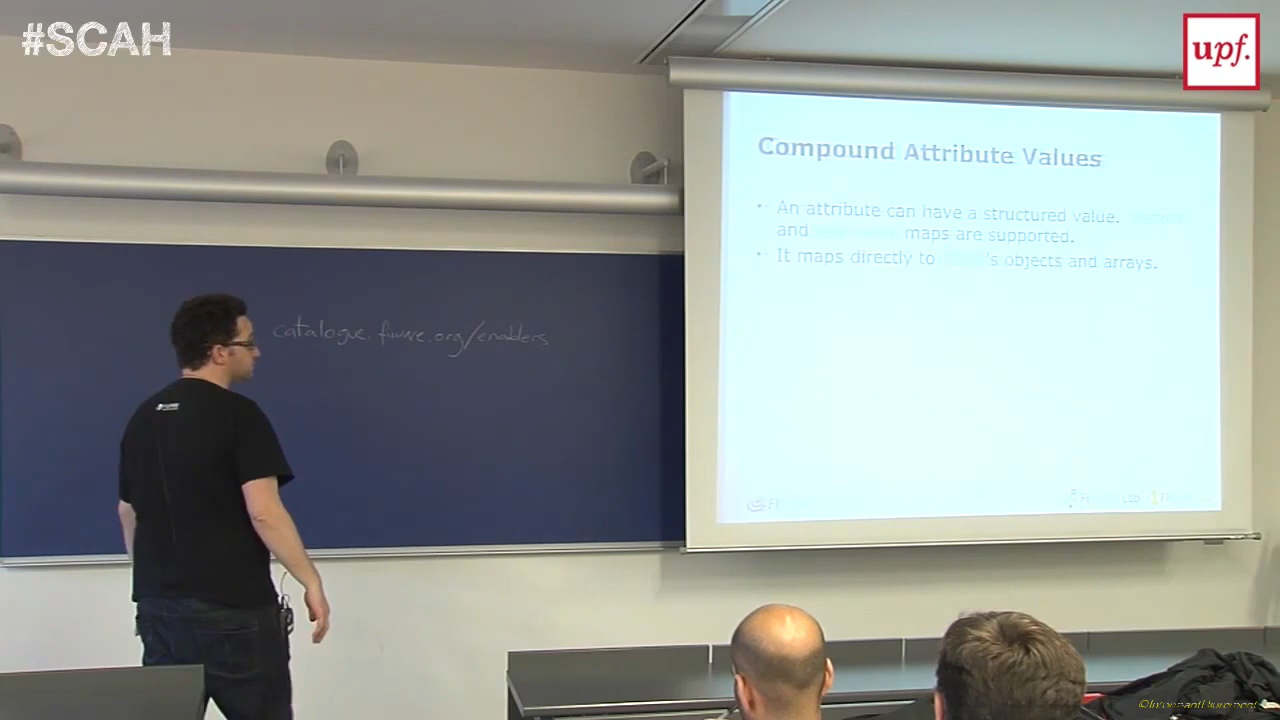 #SCAH
upf.
Compound Attribute Values
• An attribute can have a structured value.
and maps are supported.
• It maps directly to 's objects and arrays.
catalogue.fiware.org/enablers